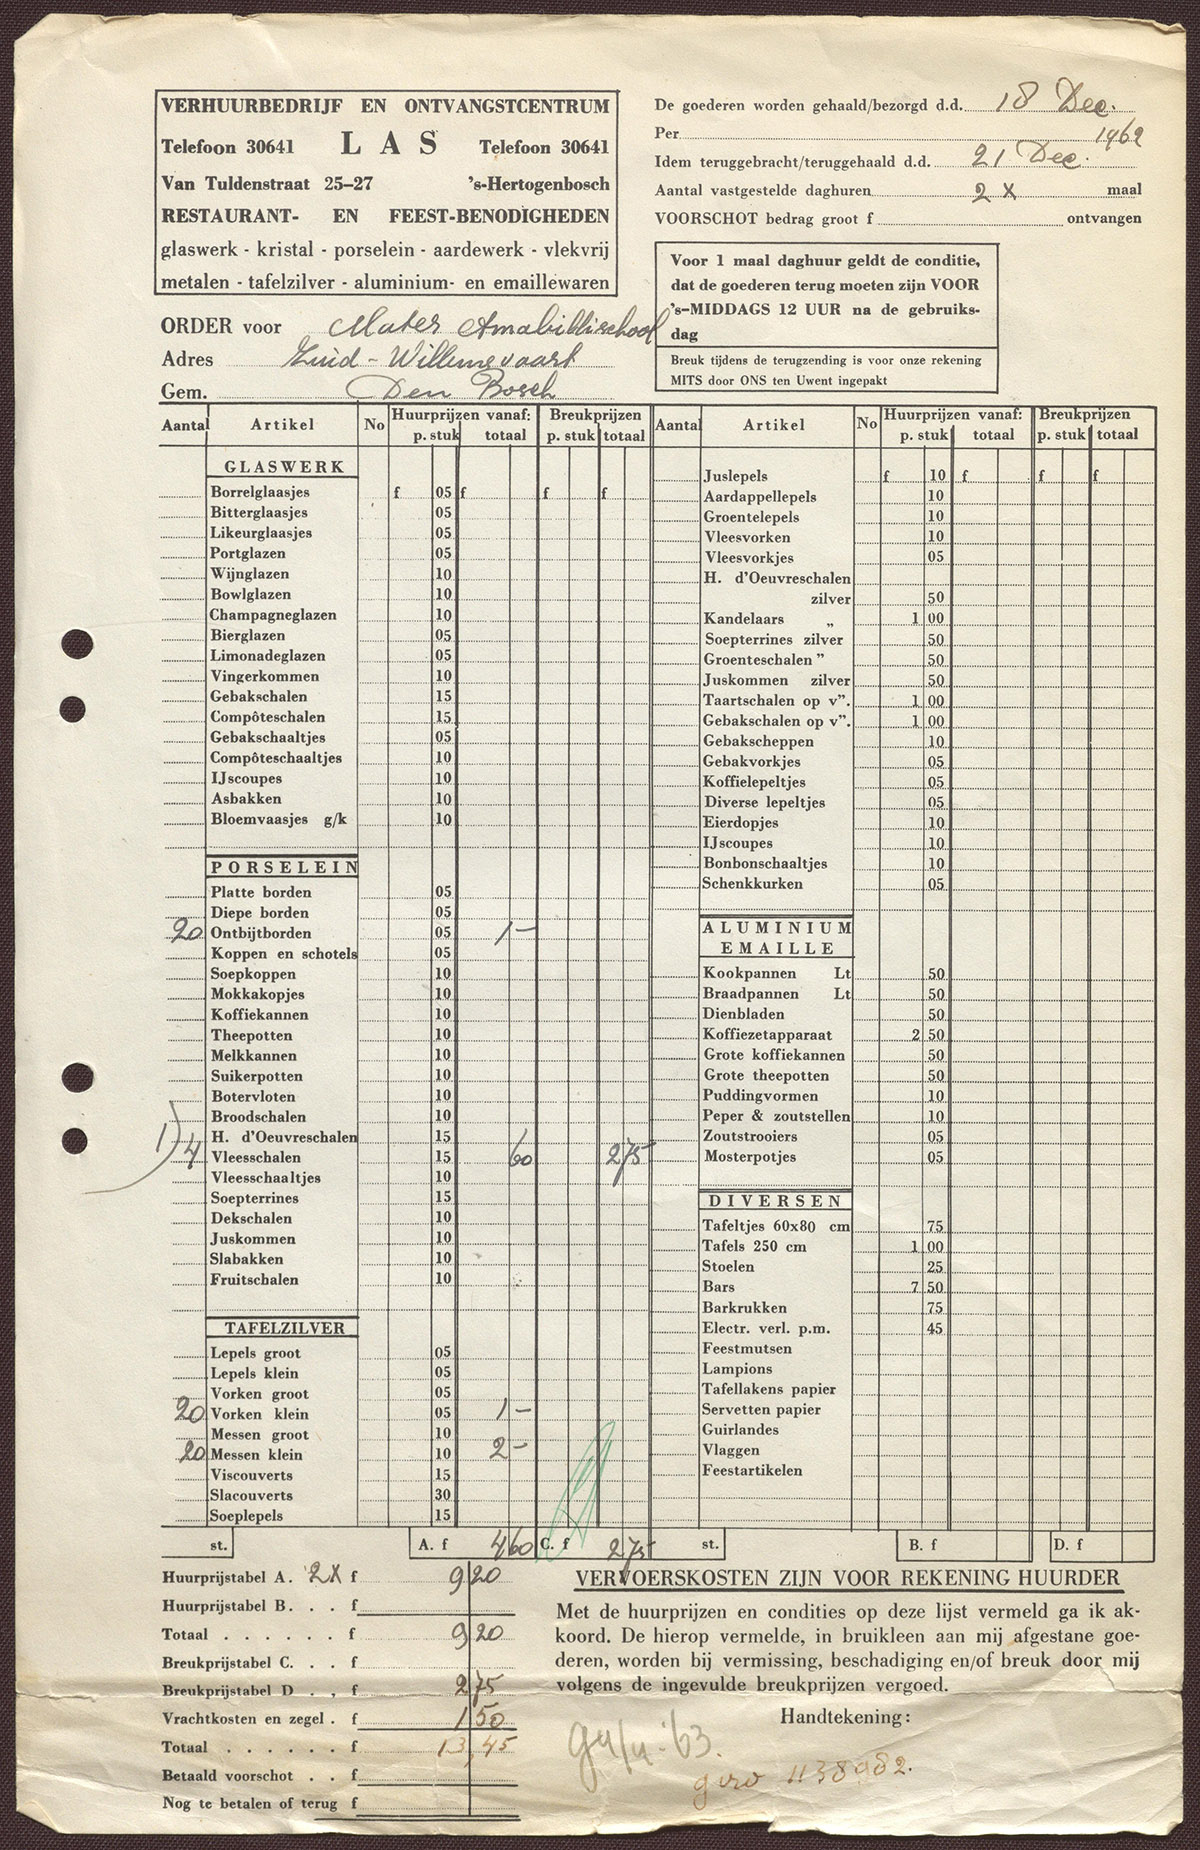 VERHUURBEDRIJF EN ONTVANGSTCENTRUM
Telefoon 30641 LAS Telefoon 30641
Van Tuldenstraat 25-27 's-Hertogenbosch
RESTAURANT- EN FEEST-BENODIGHEDEN
glaswerk - kristal - porselein - aardewerk - vlekvrij
metalen - tafelzilver - aluminium- en emaillewaren
De goederen worden gehaald/bezorgd d.d. 18 Dec.
Per 1962
Idem teruggebracht/teruggehaald d.d. 21 Dec.
Aantal vastgestelde daghuren 2 x maal
VOORSCHOT bedrag groot f ontvangen
Voor 1 maal daghuur geldt de conditie,
dat de goederen terug moeten zijn VOOR
's-MIDDAGS 12 UUR na de gebruiks-
dag
Breuk tijdens de terugzending is voor onze rekening
MITS door ONS ten Uwent ingepakt
ORDER voor Mater Amabilisschool
Adres Zuid-Willemsvaart
Gem. Den Bosch
Aantal Artikel No Huurprijzen vanaf: p. stuk totaal Breukprijzen p. stuk totaal
GLASWERK
Borrelglaasjes f 05 f f f
Bitterglaasjes 05
Likeurglaasjes 05
Portglazen 05
Wijnglazen 10
Bowlglazen 10
Champagneglazen 10
Bierglazen 05
Limonadeglazen 05
Vingerkommen 10
Gebakschalen 15
Compôteschalen 15
Gebakschaaltjes 05
Compôteschaaltjes 10
IJscoupes 10
Asbakken 10
Bloemvaasjes g/k 10
PORSELEIN
Platte borden 05
Diepe borden 05
20 Ontbijtborden 05 1 -
Koppen en schotels 05
Soepkoppen 10
Mokkakopjes 10
Koffiekannen 10
Theepotten 10
Melkkannen 10
Suikerpotten 10
Botervloten 10
Broodschalen 10
H. d'Oeuvreschalen 15
1) 4 Vleesschalen 15 60 275
Vleesschaaltjes 10
Soepterrines 15
Dekschalen 10
Juskommen 10
Slabakken 10
Fruitschalen 10
TAFELZILVER
Lepels groot 05
Lepels klein 05
Vorken groot 05
20 Vorken klein 05 1 -
Messen groot 10
20 Messen klein 10 2 -
Viscouverts 15
Slacouverts 30
Soeplepels 15
st. A. f 4 60 C. f 2 75
Aantal Artikel No Huurprijzen vanaf: p. stuk totaal Breukprijzen p. stuk totaal
Juslepels f 10 f f f
Aardappellepels 10
Groentelepels 10
Vleesvorken 10
Vleesvorkjes 05
H. d'Oeuvreschalen
zilver 50
Kandelaars „ 1 00
Soepterrines zilver 50
Groenteschalen ” 50
Juskommen zilver 50
Taartschalen op v”. 1 00
Gebakschalen op v”. 1 00
Gebakscheppen 10
Gebakvorkjes 05
Koffielepeltjes 05
Diverse lepeltjes 05
Eierdopjes 10
IJscoupes 10
Bonbonschaaltjes 10
Schenkkurken 05
ALUMINIUM
EMAILLE
Kookpannen Lt 50
Braadpannen Lt 50
Dienbladen 50
Koffiezetapparaat 2 50
Grote koffiekannen 50
Grote theepotten 50
Puddingvormen 10
Peper & zoutstellen 10
Zoutstrooiers 05
Mosterpotjes 05
DIVERSEN
Tafeltjes 60x80 cm 75
Tafels 250 cm 1 00
Stoelen 25
Bars 7 50
Barkrukken 75
Electr. verl. p.m. 45
Feestmutsen
Lampions
Tafellakens papier
Servetten papier
Guirlandes
Vlaggen
Feestartikelen
st. B. f D. f
Huurprijstabel A. 2x f 9 20
Huurprijstabel B. . . f
Totaal . . . . . . f 9 20
Breukprijstabel C. . . f
Breukprijstabel D . . , f 2 75
Vrachtkosten en zegel . f 1 50
Totaal . . . . . . f 13,45
Betaald voorschot . . f
Nog te betalen of terug f
VERVOERSKOSTEN ZIJN VOOR REKENING HUURDER
Met de huurprijzen en condities op deze lijst vermeld ga ik ak-
koord. De hierop vermelde, in bruikleen aan mij afgestane goe-
deren, worden bij vermissing, beschadiging en/of breuk door mij
volgens de ingevulde breukprijzen vergoed.
Handtekening:
'63.
giro 1138982.